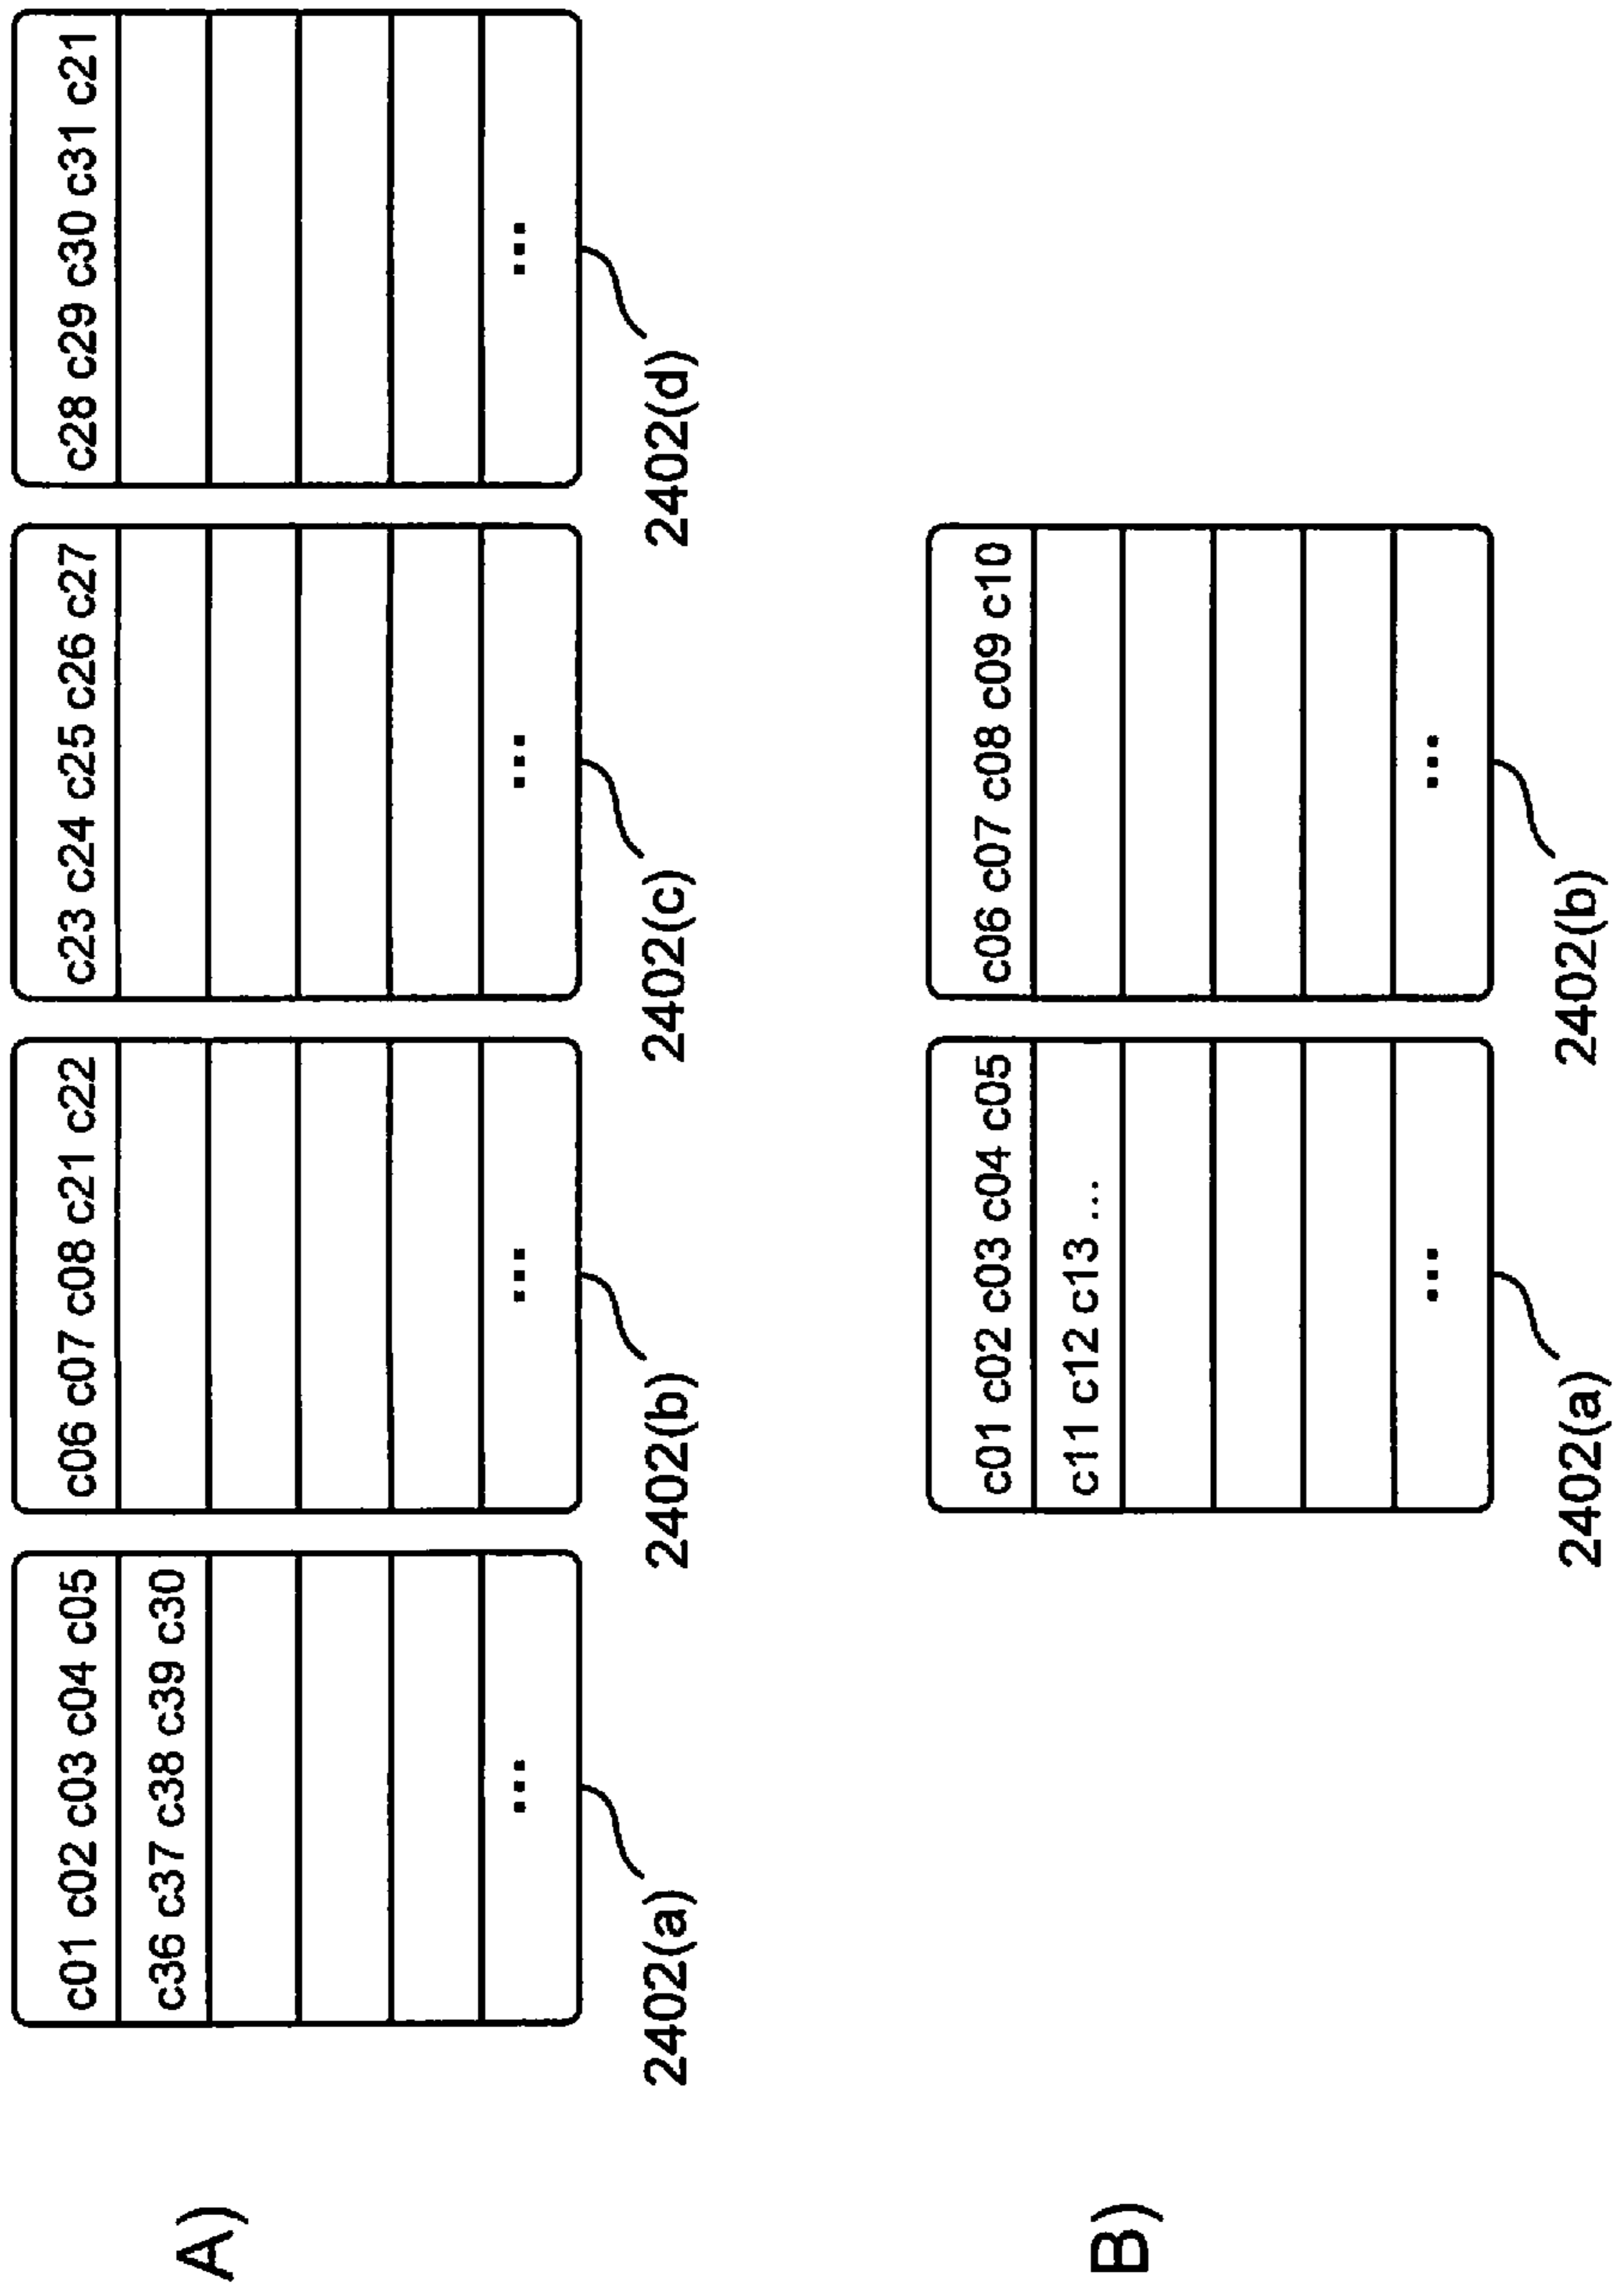 A)
c01 c02 c03 c04 c05
c36 c37 c38 c39 c30
...
2402(a)
c06 c07 c08 c21 c22
...
2402(b)
c23 c24 c25 c26 c27
...
2402(c)
c28 c29 c30 c31 c21
...
2402(d)
B)
c01 c02 c03 c04 c05
c11 c12 c13 ...
...
2402(a)
c06 c07 c08 c09 c10
...
2402(b)